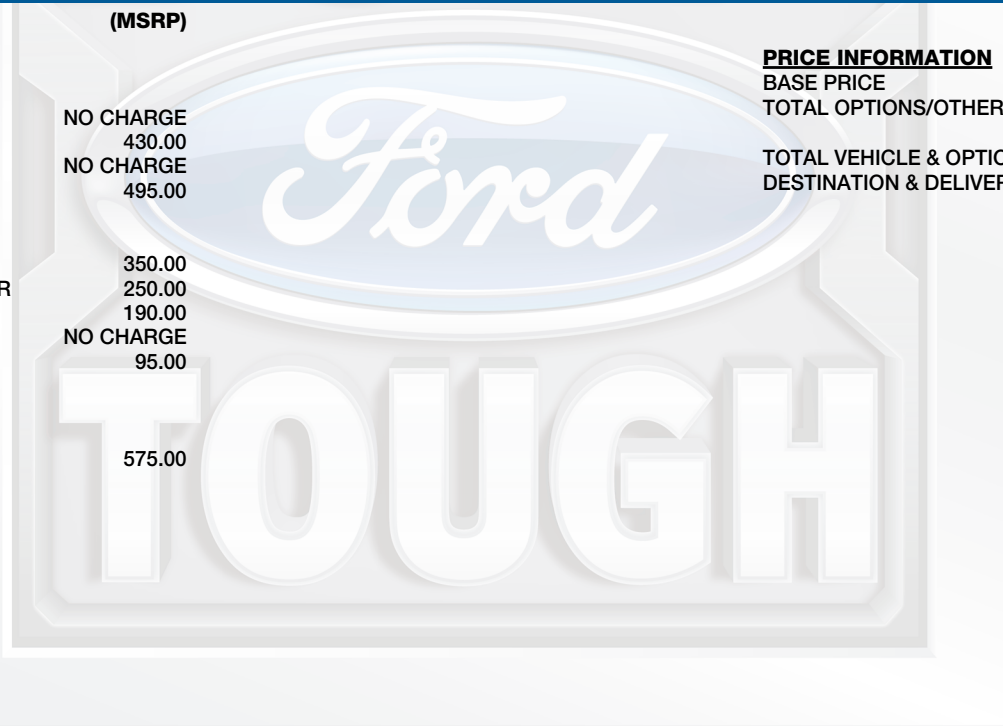 (MSRP)
NO CHARGE
430.00
NO CHARGE
495.00
350.00
R 250.00
190.00
NO CHARGE
95.00
575.00
PRICE INFORMATION
BASE PRICE
TOTAL OPTIONS/OTHER
TOTAL VEHICLE & OPTIO
DESTINATION & DELIVER
Ford
TOUGH